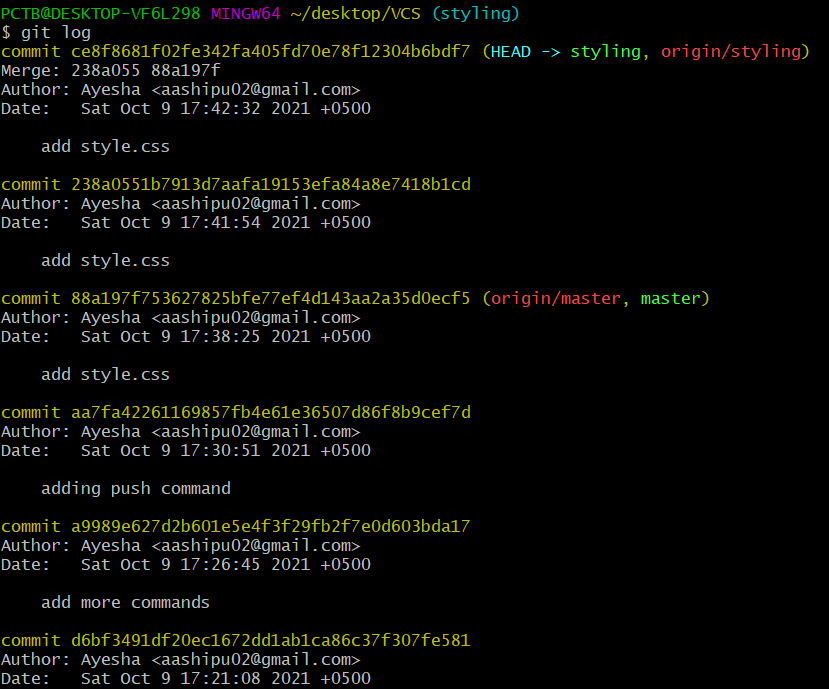 PCTB@DESKTOP-VF6L298 MINGW64 ~/desktop/VCS (styling)
$ git log
commit ce8f8681f02fe342fa405fd70e78f12304b6bdf7 (HEAD -> styling, origin/styling)
Merge: 238a055 88a197f
Author: Ayesha <aashipu02@gmail.com>
Date:   Sat Oct 9 17:42:32 2021 +0500

    add style.css

commit 238a0551b7913d7aafa19153efa84a8e7418b1cd
Author: Ayesha <aashipu02@gmail.com>
Date:   Sat Oct 9 17:41:54 2021 +0500

    add style.css

commit 88a197f753627825bfe77ef4d143aa2a35d0ecf5 (origin/master, master)
Author: Ayesha <aashipu02@gmail.com>
Date:   Sat Oct 9 17:38:25 2021 +0500

    add style.css

commit aa7fa42261169857fb4e61e36507d86f8b9cef7d
Author: Ayesha <aashipu02@gmail.com>
Date:   Sat Oct 9 17:30:51 2021 +0500

    adding push command

commit a9989e627d2b601e5e4f3f29fb2f7e0d603bda17
Author: Ayesha <aashipu02@gmail.com>
Date:   Sat Oct 9 17:26:45 2021 +0500

    add more commands

commit d6bf3491df20ec1672dd1ab1ca86c37f307fe581
Author: Ayesha <aashipu02@gmail.com>
Date:   Sat Oct 9 17:21:08 2021 +0500